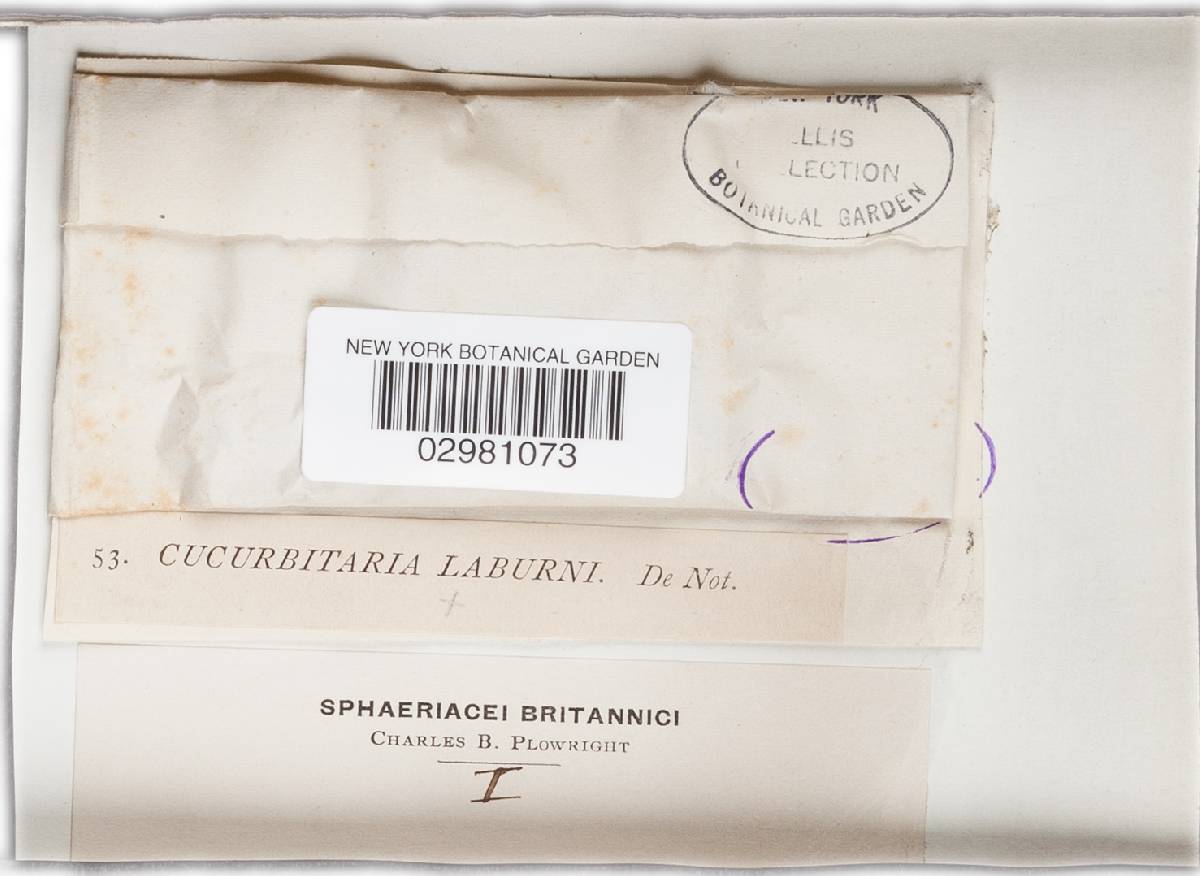 YORK
LLIS
LECTION
BOTANICAL GARDEN
NEW YORK BOTANICAL GARDEN
02981073
53. CUCURBITARIA LABURNI. De Not.
+
SPHAERIACEI BRITANNICI
CHARLES B. PLOWRIGHT
I